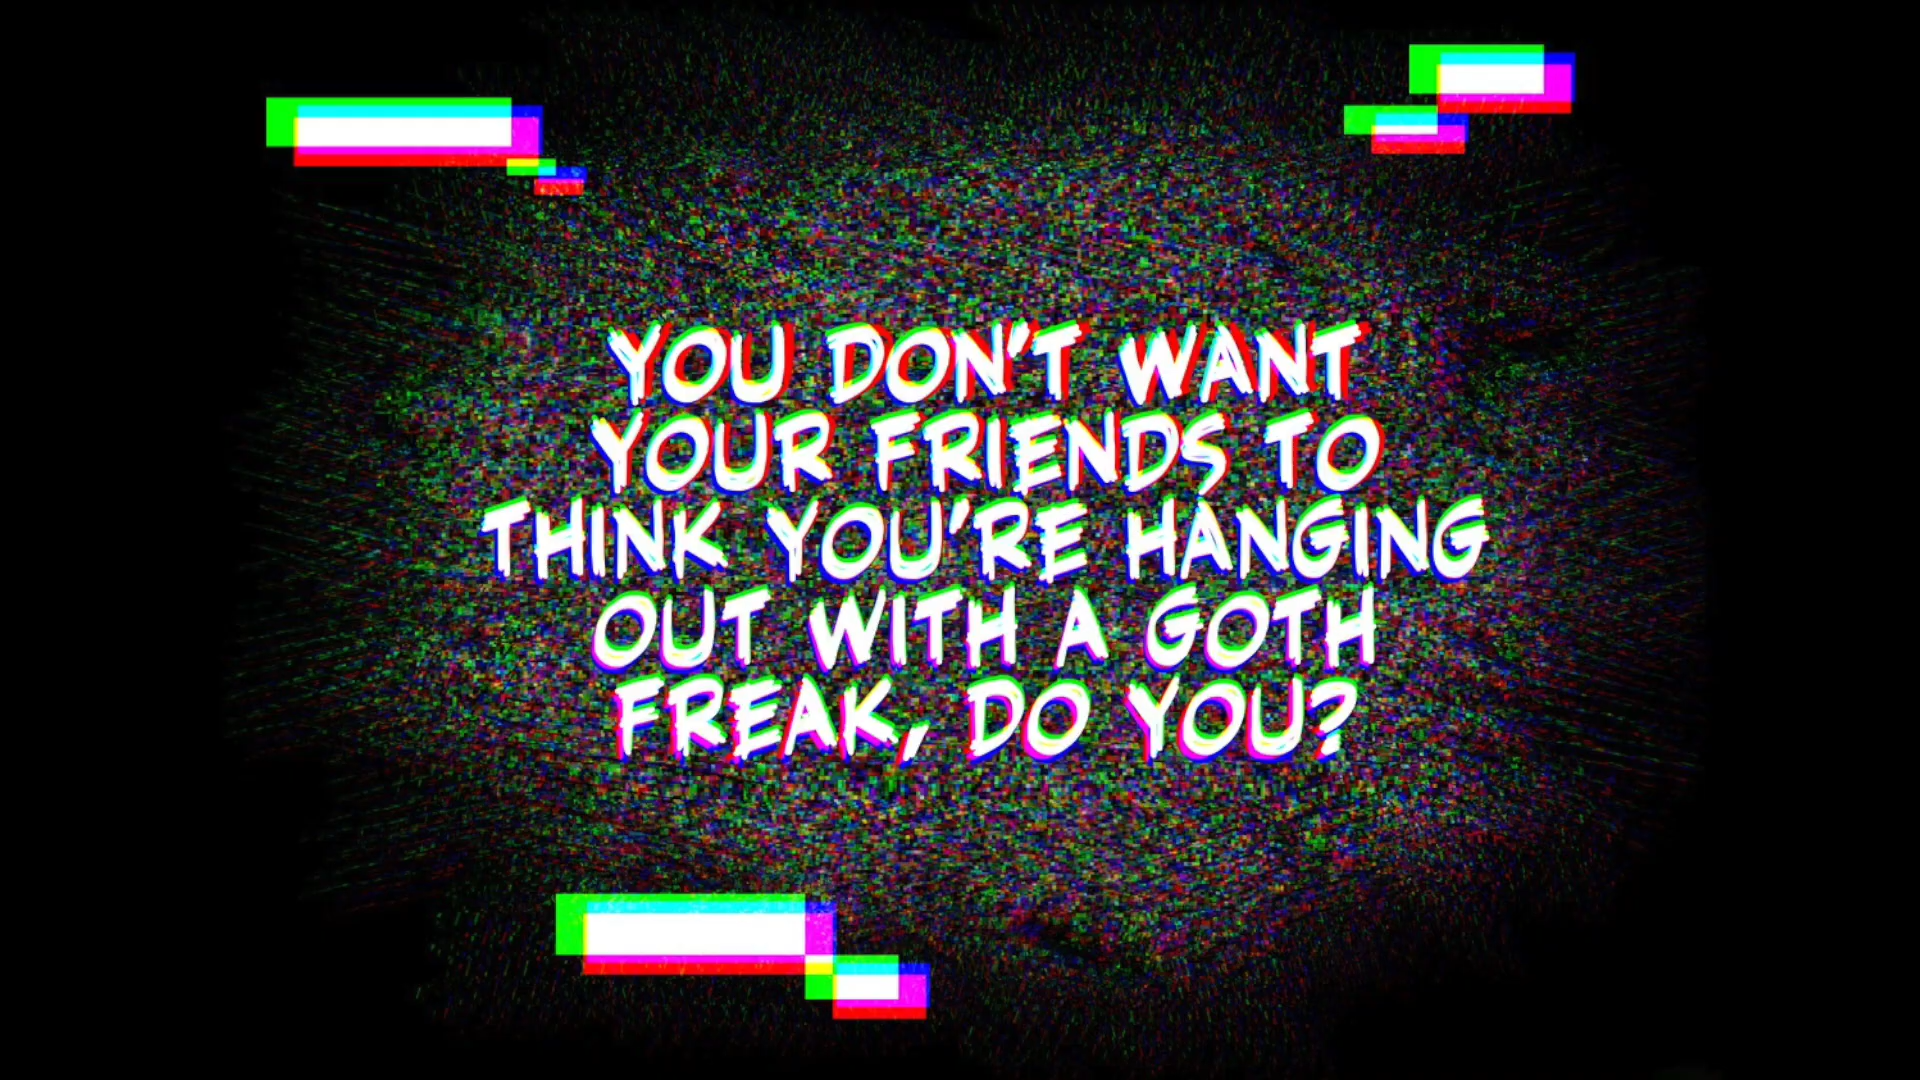 YOU DON'T WANT
YOUR FRIENDS TO
THINK YOU'RE HANGING
OUT WITH A GOTH
FREAK, DO YOU?